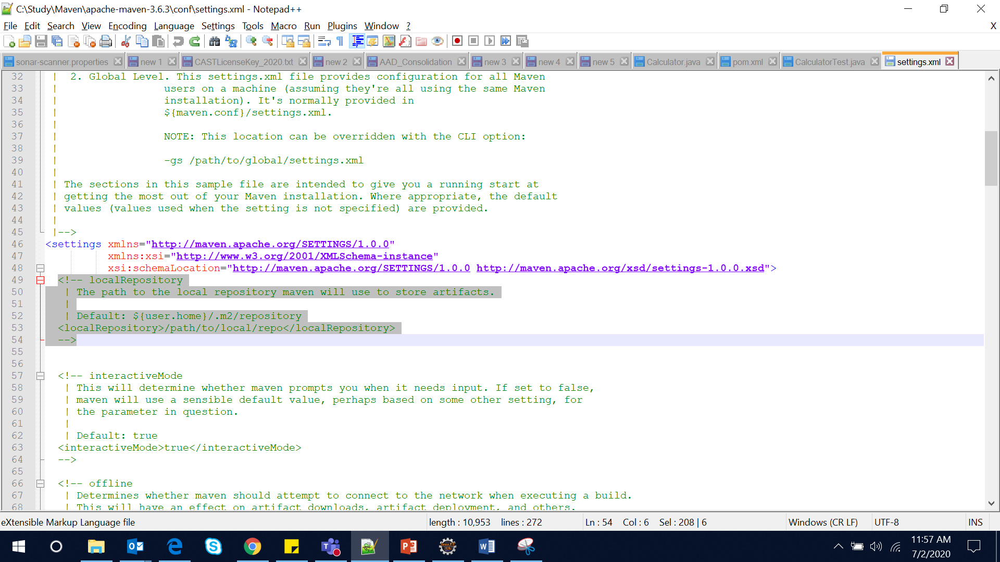 C:\Study\Maven\apache-maven-3.6.3\conf\settings.xml - Notepad++
File Edit Search View Encoding Language Settings Tools Macro Run Plugins Window ? X
sonar-scanner.properties new 1 CASTLicenseKey_2020.txt new 2 AAD_Consolidation new 3 new 4 new 5 Calculator.java pom.xml CalculatorTest.java settings.xml
32 | 2. Global Level. This settings.xml file provides configuration for all Maven
33 | users on a machine (assuming they're all using the same Maven
34 | installation). It's normally provided in
35 | ${maven.conf}/settings.xml.
36 |
37 | NOTE: This location can be overridden with the CLI option:
38 |
39 | -gs /path/to/global/settings.xml
40 |
41 | The sections in this sample file are intended to give you a running start at
42 | getting the most out of your Maven installation. Where appropriate, the default
43 | values (values used when the setting is not specified) are provided.
44 |
45 |-->
46 <settings xmlns="http://maven.apache.org/SETTINGS/1.0.0"
47 xmlns:xsi="http://www.w3.org/2001/XMLSchema-instance"
48 xsi:schemaLocation="http://maven.apache.org/SETTINGS/1.0.0 http://maven.apache.org/xsd/settings-1.0.0.xsd">
49 <!-- localRepository
50 | The path to the local repository maven will use to store artifacts.
51 |
52 | Default: ${user.home}/.m2/repository
53 <localRepository>/path/to/local/repo</localRepository>
54 -->
55
56
57 <!-- interactiveMode
58 | This will determine whether maven prompts you when it needs input. If set to false,
59 | maven will use a sensible default value, perhaps based on some other setting, for
60 | the parameter in question.
61 |
62 | Default: true
63 <interactiveMode>true</interactiveMode>
64 -->
65
66 <!-- offline
67 | Determines whether maven should attempt to connect to the network when executing a build.
68 | This will have an effect on artifact downloads, artifact deployment, and others.
eXtensible Markup Language file length : 10,953 lines : 272 Ln : 54 Col : 6 Sel : 208 | 6 Windows (CR LF) UTF-8 INS
11:57 AM
7/2/2020